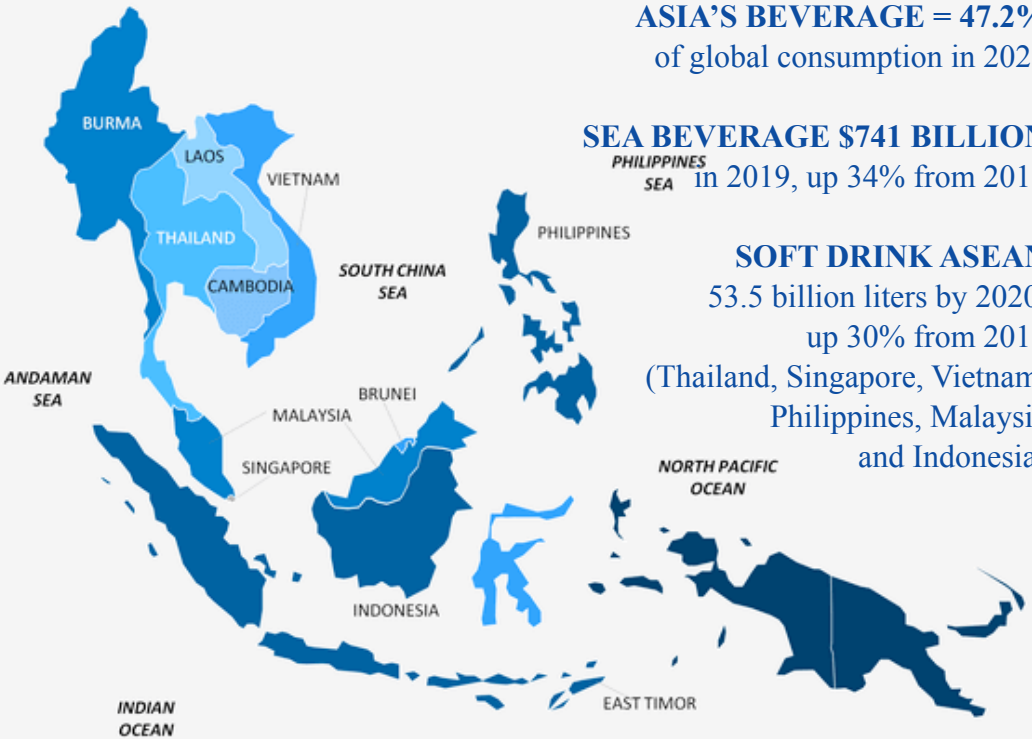 ASIA'S BEVERAGE = 47.2%
of global consumption in 202
SEA BEVERAGE $741 BILLION
in 2019, up 34% from 201
SOFT DRINK ASEAN
53.5 billion liters by 2020
up 30% from 201
(Thailand, Singapore, Vietnam
Philippines, Malaysi
and Indonesia
BURMA
LAOS
VIETNAM
THAILAND
CAMBODIA
PHILIPPINES
SEA
PHILIPPINES
SOUTH CHINA
SEA
ANDAMAN
SEA
BRUNEI
MALAYSIA
SINGAPORE
NORTH PACIFIC
OCEAN
INDONESIA
EAST TIMOR
INDIAN
OCEAN